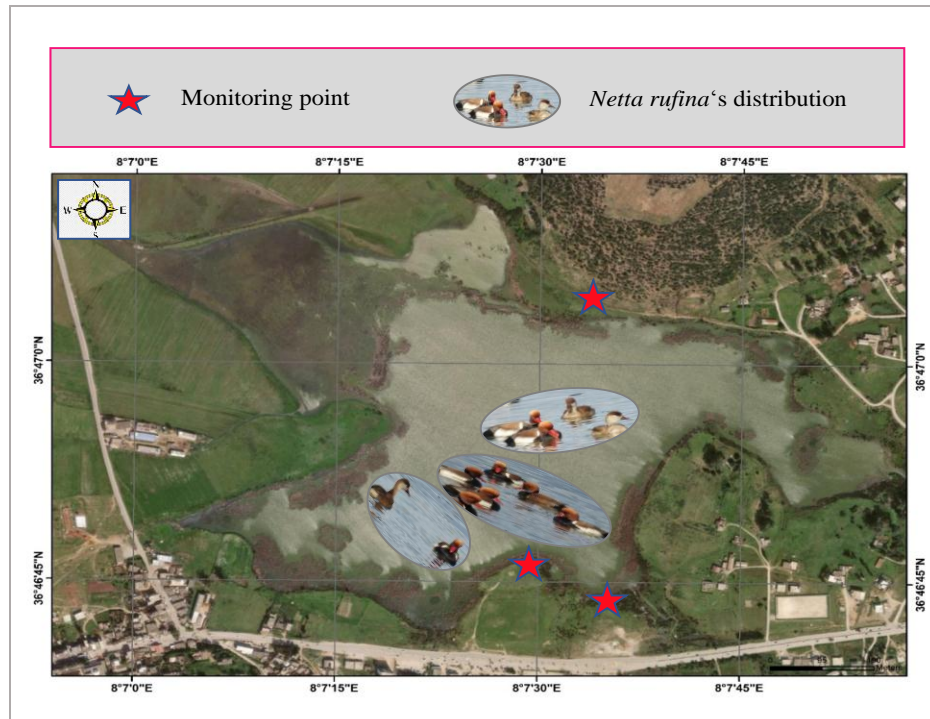 Monitoring point
Netta rufina‘s distribution
8°7'0"E 8°7'15"E 8°7'30"E 8°7'45"E
N
W E
S
36°47'0"N 36°47'0"N
36°46'45"N 36°46'45"N
8°7'0"E 8°7'15"E 8°7'30"E 8°7'45"E